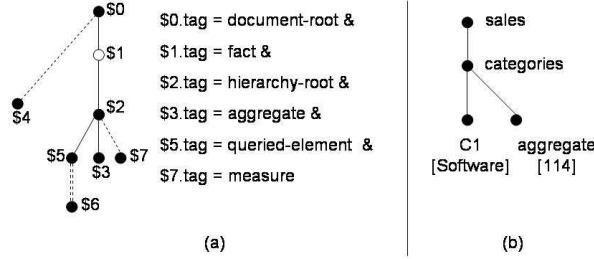 $0
$1
$4
$2
$5
$3
$7
$6
$0.tag = document-root &
$1.tag = fact &
$2.tag = hierarchy-root &
$3.tag = aggregate &
$5.tag = queried-element &
$7.tag = measure
(a)
sales
categories
C1
[Software]
aggregate
[114]
(b)